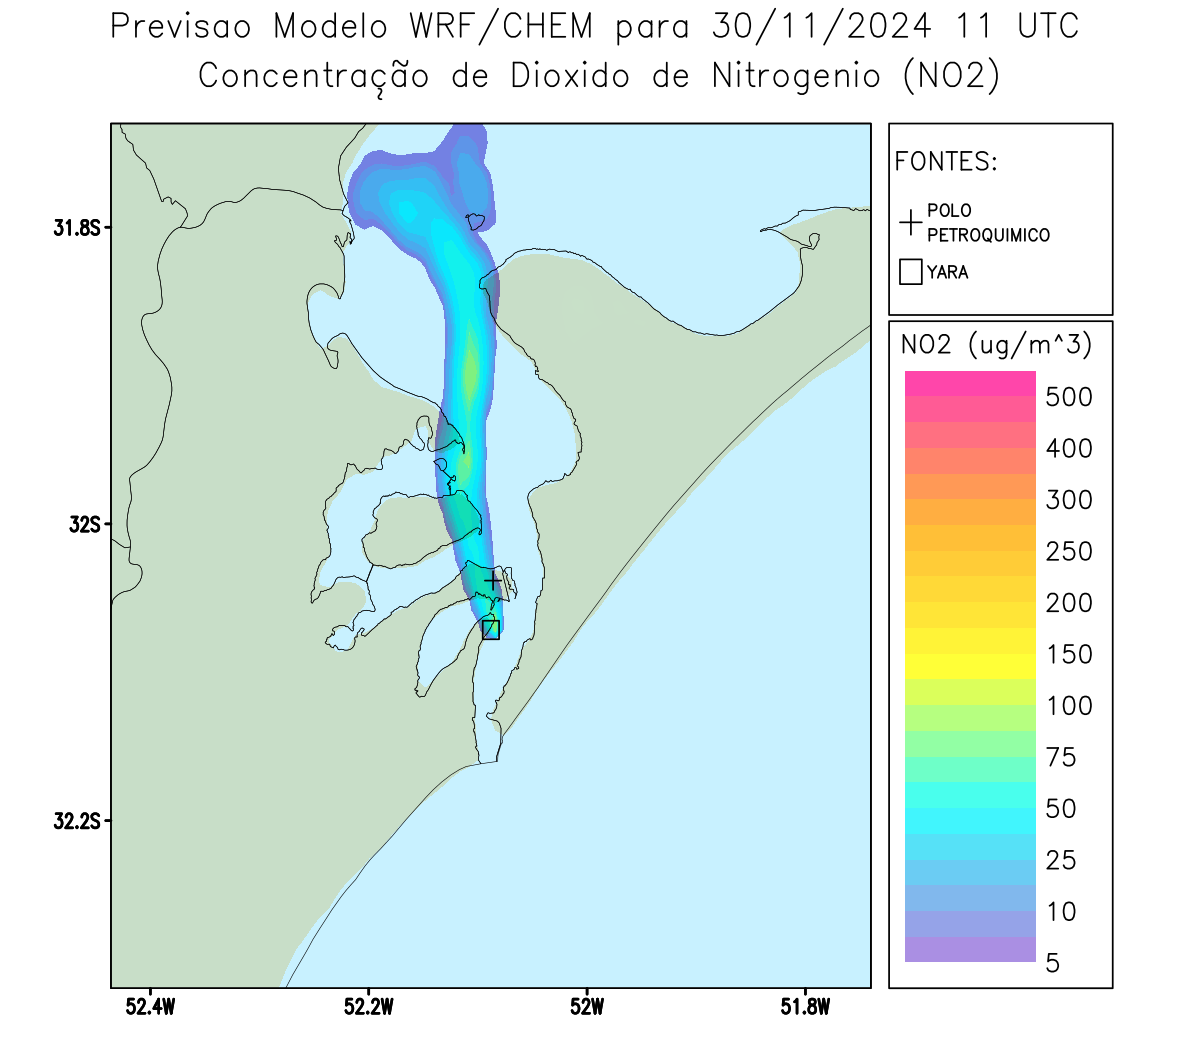 Previsao Modelo WRF/CHEM para 30/11/2024 11 UTC
Concentração de Dioxido de Nitrogenio (NO2)
FONTES:
POLO
PETROQUIMICO
YARA
NO2 (ug/m^3)
500
400
300
250
200
150
100
75
50
25
10
5
31.8S
32S
32.2S
52.4W
52.2W
52W
51.8W